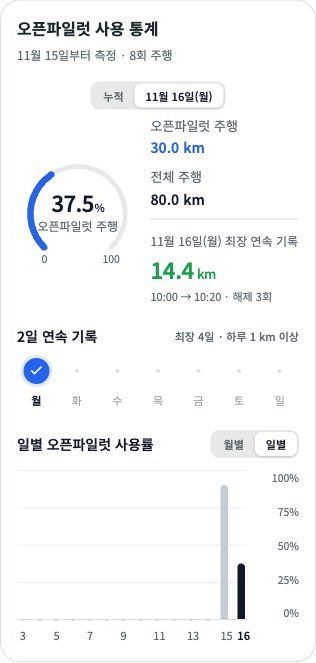 오픈파일럿 사용 통계
11월 15일부터 측정 · 8회 주행
누적 11월 16일(월)
오픈파일럿 주행
30.0 km
전체 주행
80.0 km
37.5%
오픈파일럿 주행
0 100
11월 16일(월) 최장 연속 기록
14.4 km
10:00 → 10:20 · 해제 3회
2일 연속 기록 최장 4일 · 하루 1 km 이상
월 화 수 목 금 토 일
일별 오픈파일럿 사용률 월별 일별
100%
75%
50%
25%
0%
3 5 7 9 11 13 15 16